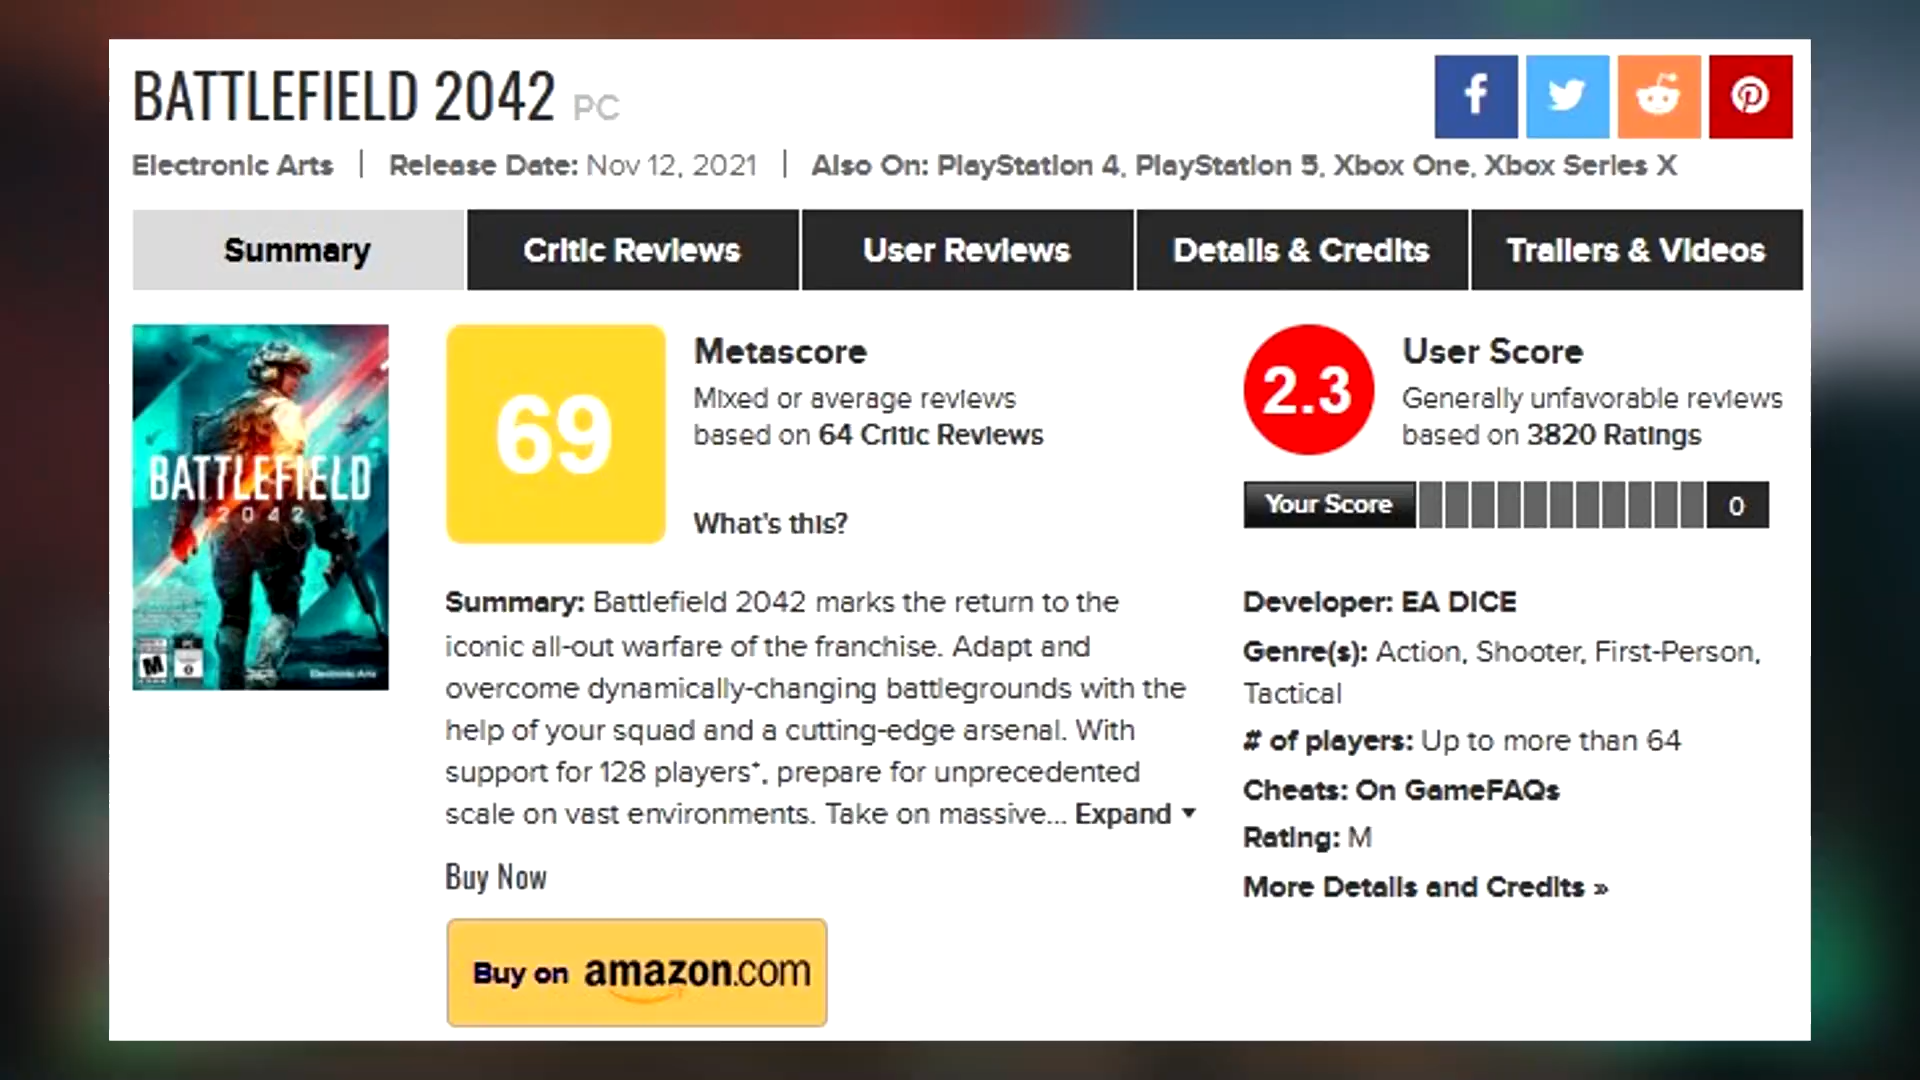 BATTLEFIELD 2042 PC
Electronic Arts | Release Date: Nov 12, 2021 | Also On: PlayStation 4, PlayStation 5, Xbox One, Xbox Series X
Summary
Critic Reviews
User Reviews
Details & Credits
Trailers & Videos
BATTLEFIELD
2042
M
Electronic Arts
69
Metascore
Mixed or average reviews
based on 64 Critic Reviews
What's this?
2.3
User Score
Generally unfavorable reviews
based on 3820 Ratings
Your Score
0
Summary: Battlefield 2042 marks the return to the
iconic all-out warfare of the franchise. Adapt and
overcome dynamically-changing battlegrounds with the
help of your squad and a cutting-edge arsenal. With
support for 128 players*, prepare for unprecedented
scale on vast environments. Take on massive... Expand
Buy Now
Buy on amazon.com
Developer: EA DICE
Genre(s): Action, Shooter, First-Person,
Tactical
# of players: Up to more than 64
Cheats: On GameFAQs
Rating: M
More Details and Credits »